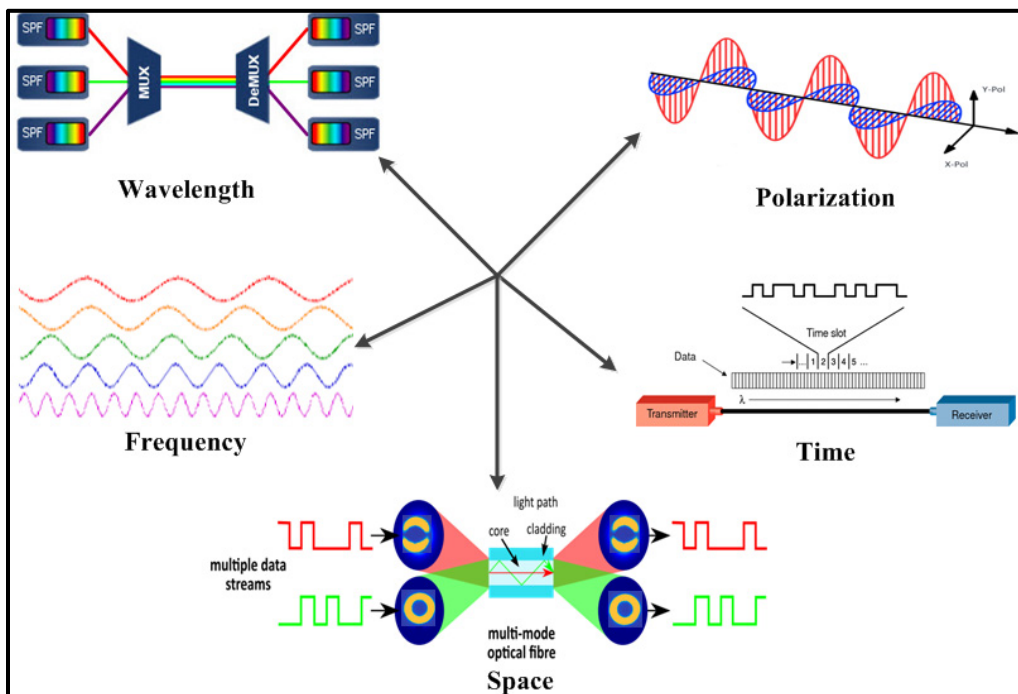 SPF
SPF
SPF
MUX
DeMUX
SPF
SPF
SPF
Wavelength
Y-Pol
X-Pol
Polarization
Frequency
Time slot
Data
... 1 2 3 4 5 ...
λ
Transmitter
Receiver
Time
multiple data
streams
light path
core
cladding
multi-mode
optical fibre
Space